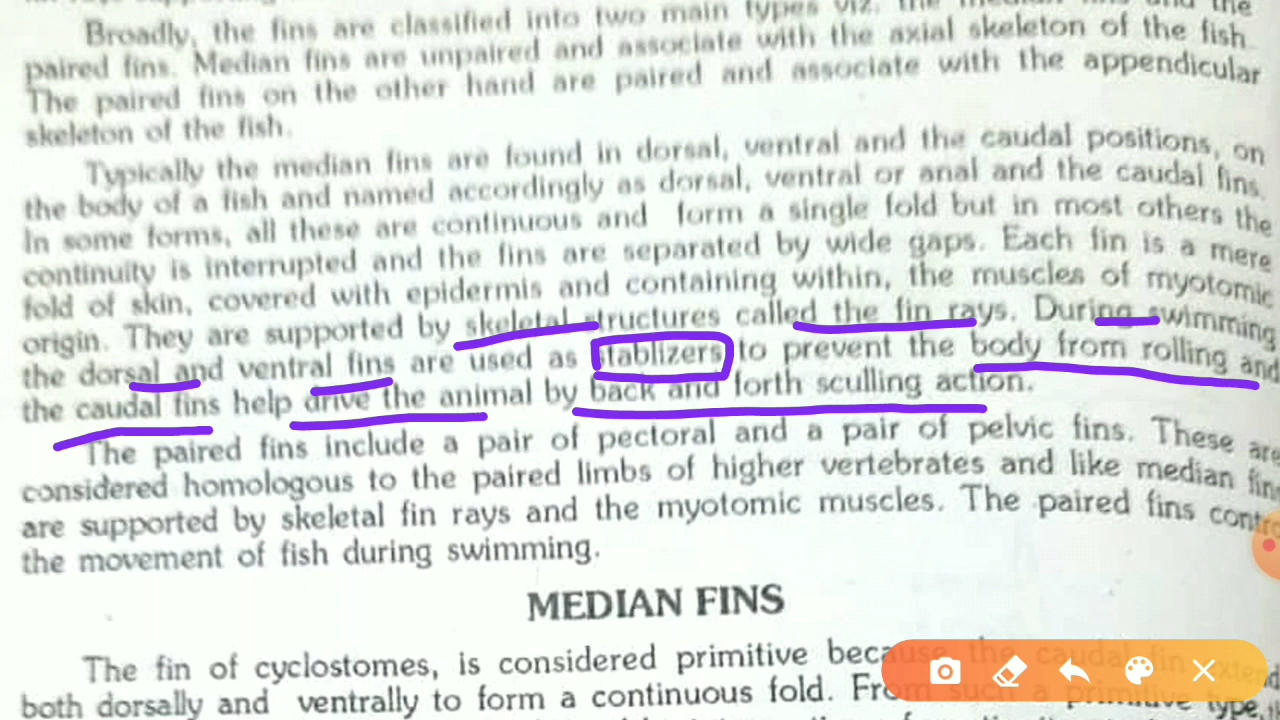 Broadly, the fins are classified into two main types viz. the median fins and the
paired fins. Median fins are unpaired and associate with the axial skeleton of the fish.
The paired fins on the other hand are paired and associate with the appendicular
skeleton of the fish.
Typically the median fins are found in dorsal, ventral and the caudal positions, on
the body of a fish and named accordingly as dorsal, ventral or anal and the caudal fins.
In some forms, all these are continuous and form a single fold but in most others the
continuity is interrupted and the fins are separated by wide gaps. Each fin is a mere
fold of skin, covered with epidermis and containing within, the muscles of myotomic
origin. They are supported by skeletal structures called the fin rays. During swimming
the dorsal and ventral fins are used as stablizers to prevent the body from rolling and
the caudal fins help drive the animal by back and forth sculling action.
The paired fins include a pair of pectoral and a pair of pelvic fins. These are
considered homologous to the paired limbs of higher vertebrates and like median fin
are supported by skeletal fin rays and the myotomic muscles. The paired fins contro
the movement of fish during swimming.
MEDIAN FINS
The fin of cyclostomes, is considered primitive because the caudal fin extend
both dorsally and ventrally to form a continuous fold. From such a primitive type,